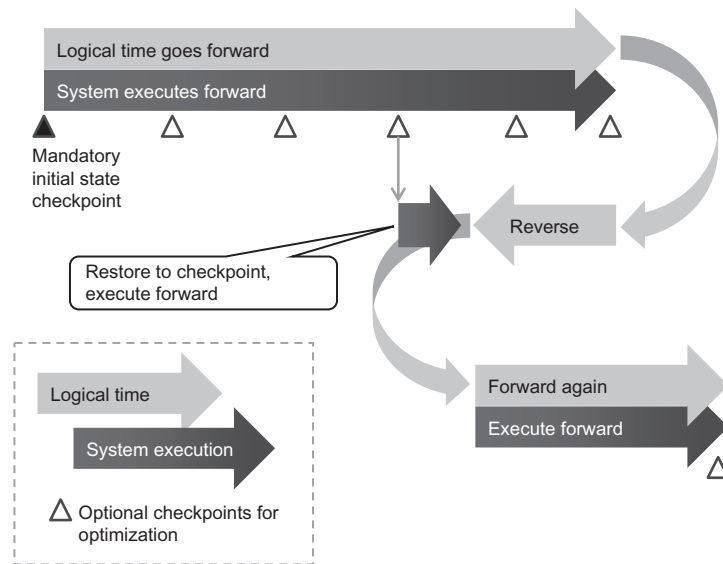 Logical time goes forward
System executes forward
Mandatory
initial state
checkpoint
Reverse
Restore to checkpoint,
execute forward
Forward again
Execute forward
Logical time
System execution
Optional checkpoints for
optimization